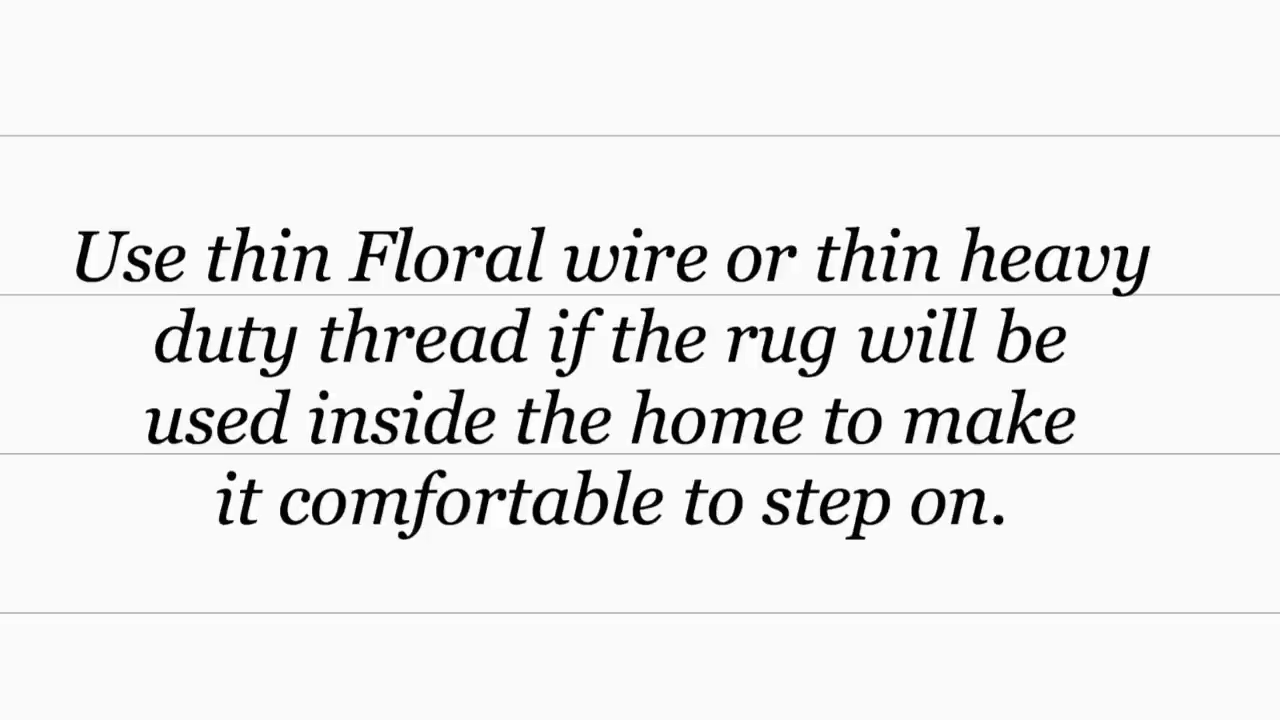 Use thin Floral wire or thin heavy
duty thread if the rug will be
used inside the home to make
it comfortable to step on.